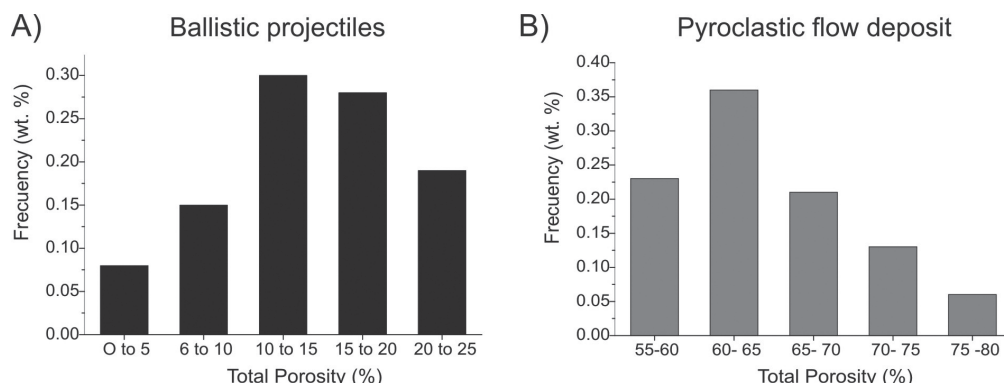 A) Ballistic projectiles
Frecuency (wt. %)
0.30
0.25
0.20
0.15
0.10
0.05
0.00
O to 5 6 to 10 10 to 15 15 to 20 20 to 25
Total Porosity (%)
B) Pyroclastic flow deposit
Frecuency (wt. %)
0.40
0.35
0.30
0.25
0.20
0.15
0.10
0.05
0.00
55-60 60- 65 65- 70 70- 75 75 -80
Total Porosity (%)